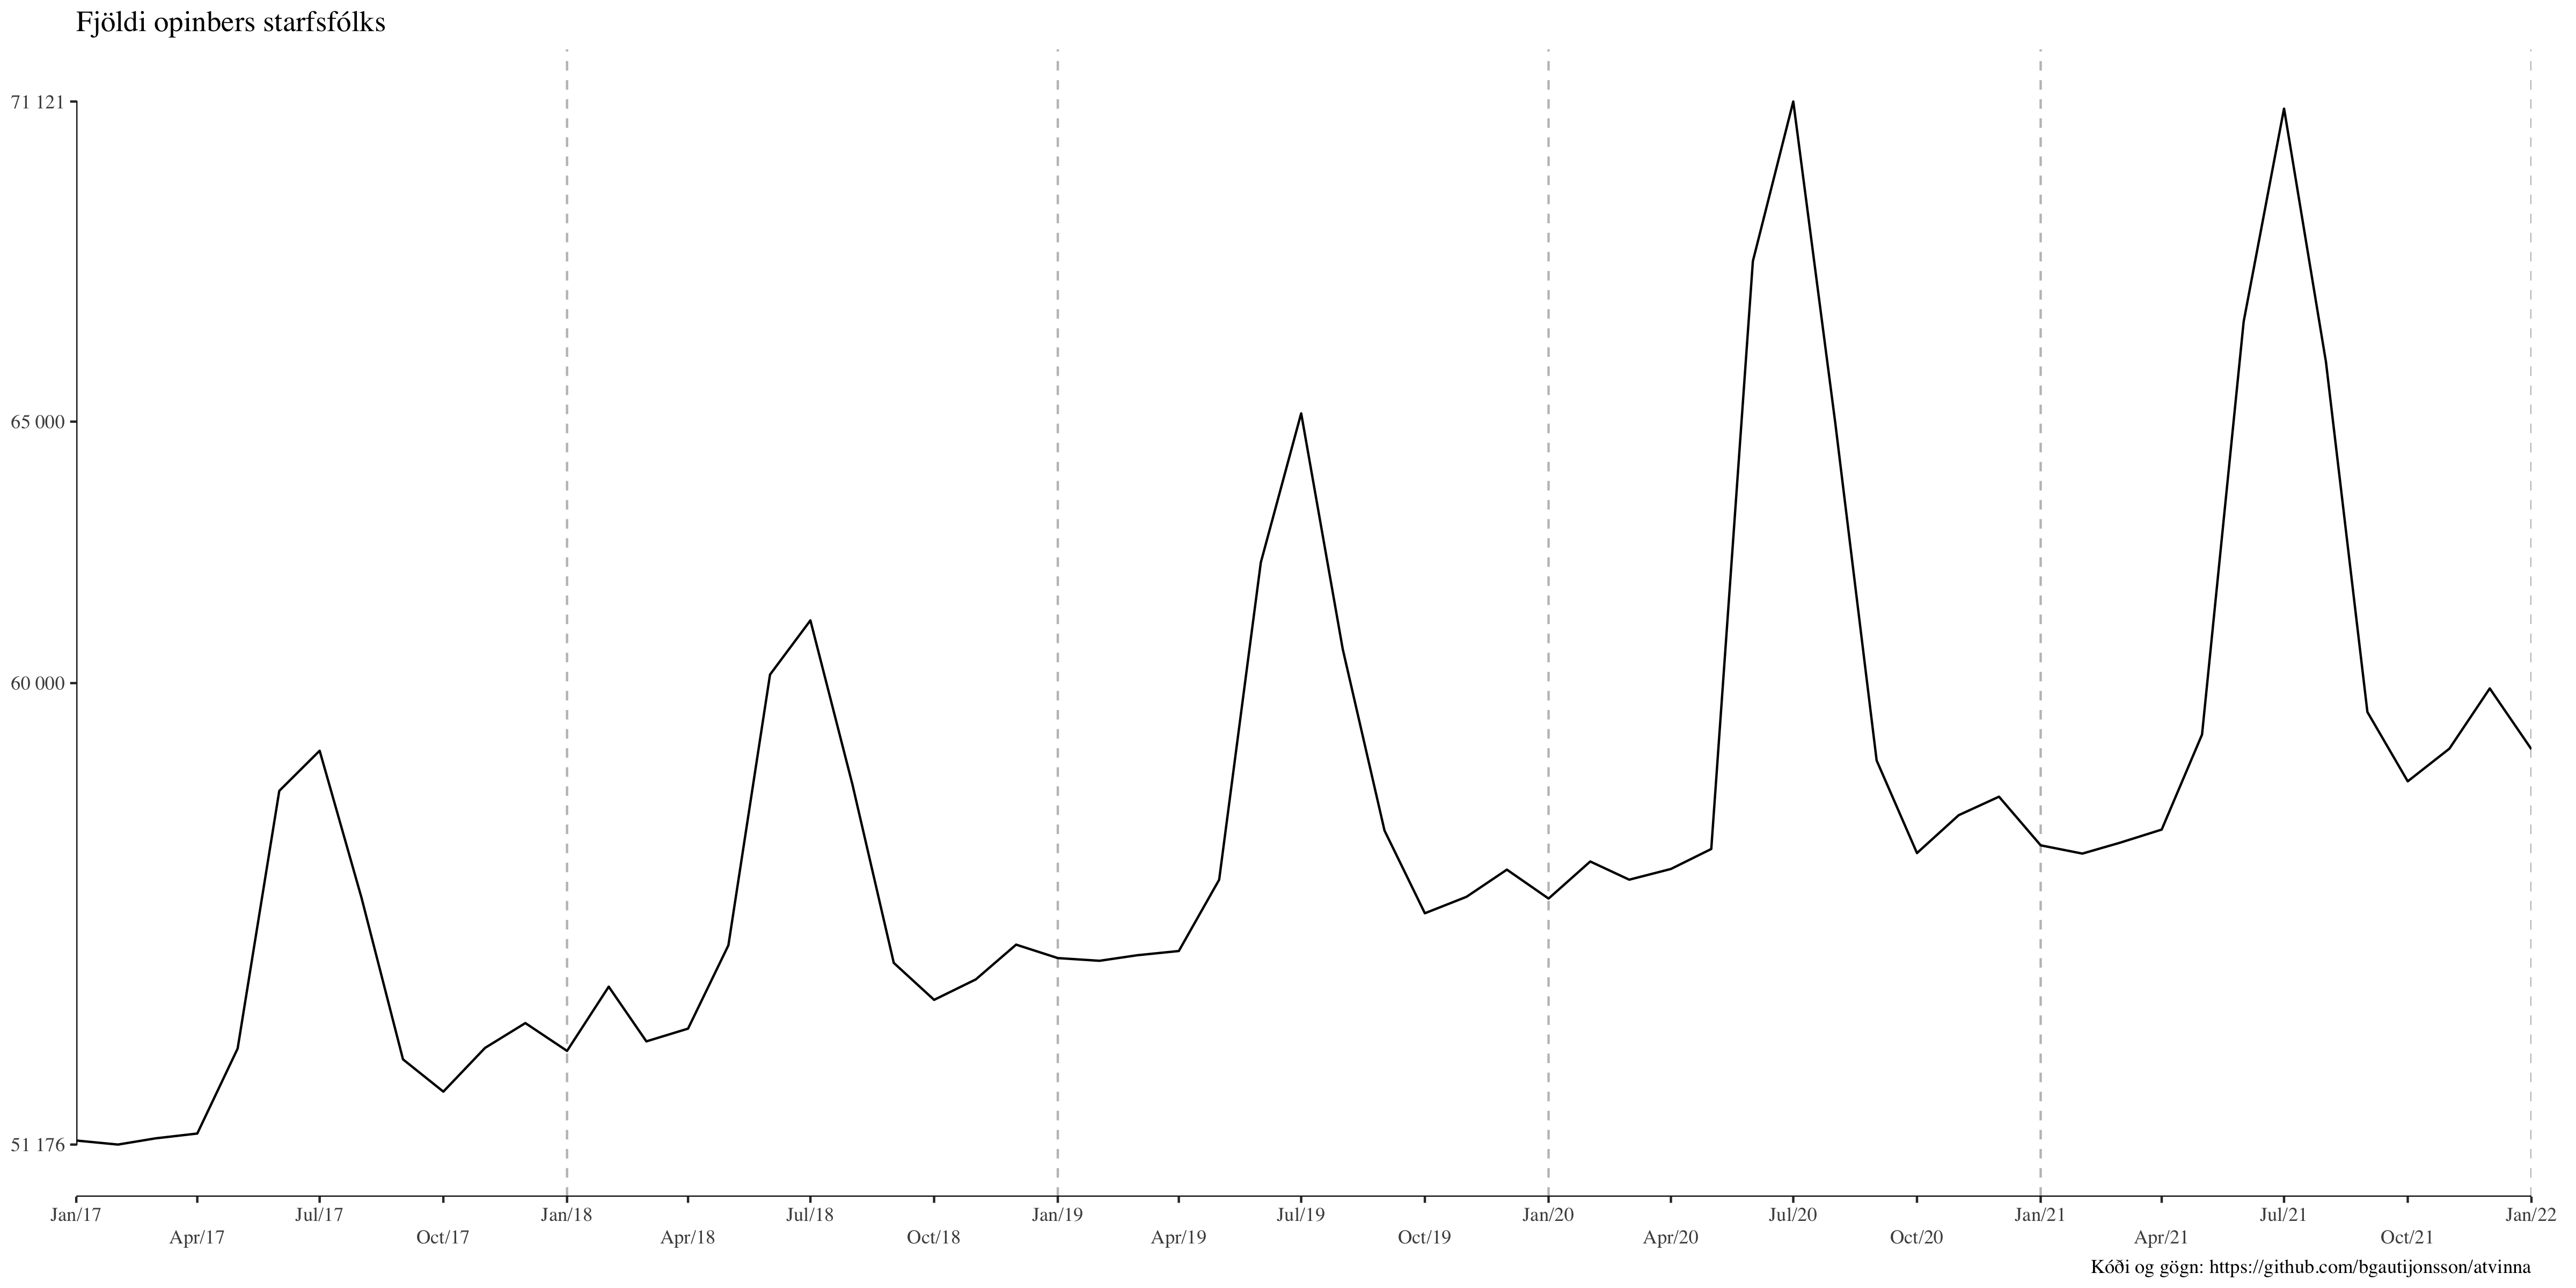 Fjöldi opinbers starfsfólks
71 121
65 000
60 000
51 176
Jan/17 Jul/17 Jan/18 Jul/18 Jan/19 Jul/19 Jan/20 Jul/20 Jan/21 Jul/21 Jan/22
Apr/17 Oct/17 Apr/18 Oct/18 Apr/19 Oct/19 Apr/20 Oct/20 Apr/21 Oct/21
Kóði og gögn: https://github.com/bgautijonsson/atvinna